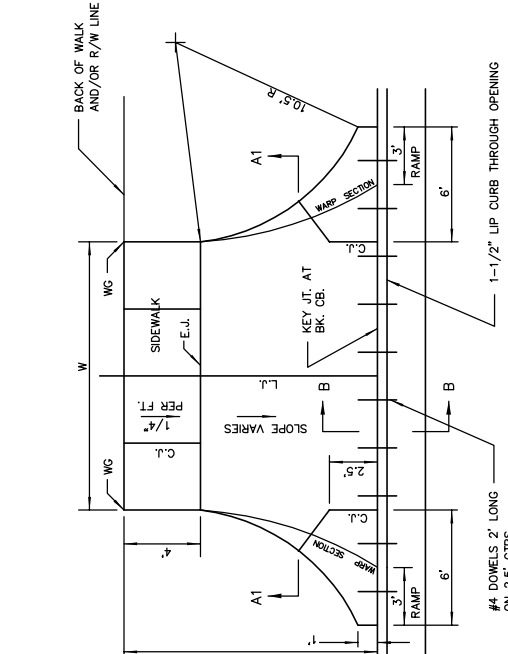 BACK OF WALK
AND/OR R/W LINE
10.5' R
A1
WARP SECTION
3'
RAMP
6'
1-1/2" LIP CURB THROUGH OPENING
WG
W
SIDEWALK
E.J.
C.J.
KEY JT. AT
BK. CB.
1/4"
PER FT.
L.J.
SLOPE VARIES
B
B
WG
C.J.
2.5'
C.J.
4'
A1
WARP SECTION
3'
RAMP
6'
1'
#4 DOWELS 2' LONG